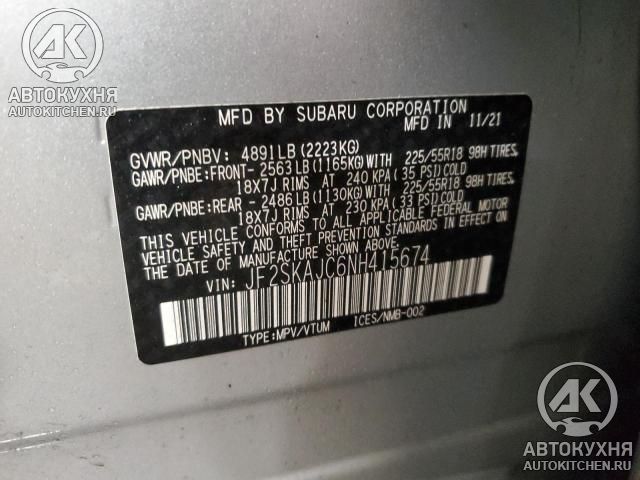 АК
АВТОКУХНЯ
AUTOKITCHEN.RU
MFD BY SUBARU CORPORATION
MFD IN 11/21
GVWR/PNBV: 4891LB(2223KG)
GAWR/PNBE:FRONT- 2563LB(1165KG)WITH 225/55R18 98H TIRES,
18X7J RIMS AT 240 KPA(35 PSI)COLD
GAWR/PNBE:REAR - 2486LB(1130KG)WITH 225/55R18 98H TIRES,
18X7J RIMS AT 230 KPA(33 PSI)COLD
THIS VEHICLE CONFORMS TO ALL APPLICABLE FEDERAL MOTOR
VEHICLE SAFETY AND THEFT PREVENTION STANDARDS IN EFFECT ON
THE DATE OF MANUFACTURE SHOWN ABOVE.
VIN: JF2SKAJC6NH415674
TYPE:MPV/VTUM ICES/NMB-002
АК
АВТОКУХНЯ
AUTOKITCHEN.RU